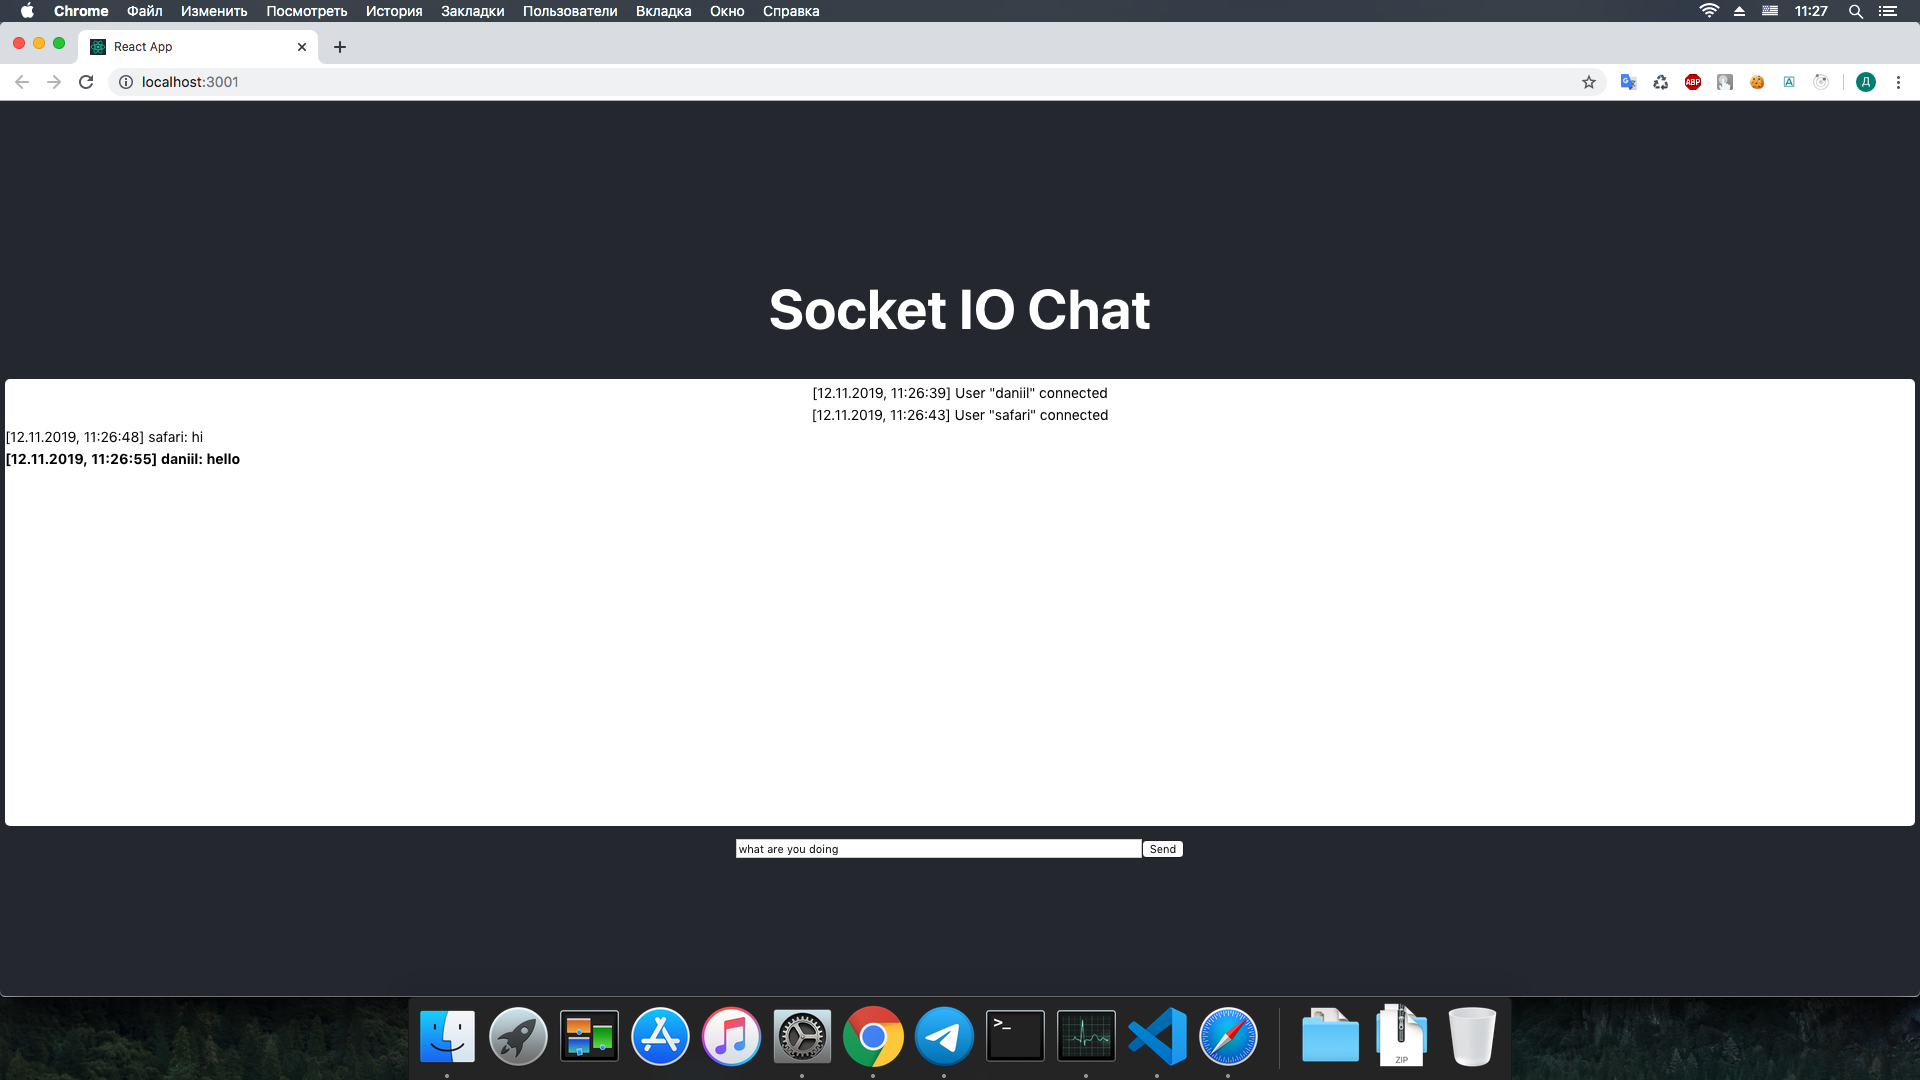 Chrome Файл Изменить Посмотреть История Закладки Пользователи Вкладка Окно Справка 11:27
React App
localhost:3001
ABP
Д
Socket IO Chat
[12.11.2019, 11:26:39] User "daniil" connected
[12.11.2019, 11:26:43] User "safari" connected
[12.11.2019, 11:26:48] safari: hi
[12.11.2019, 11:26:55] daniil: hello
what are you doing Send
>_
ZIP